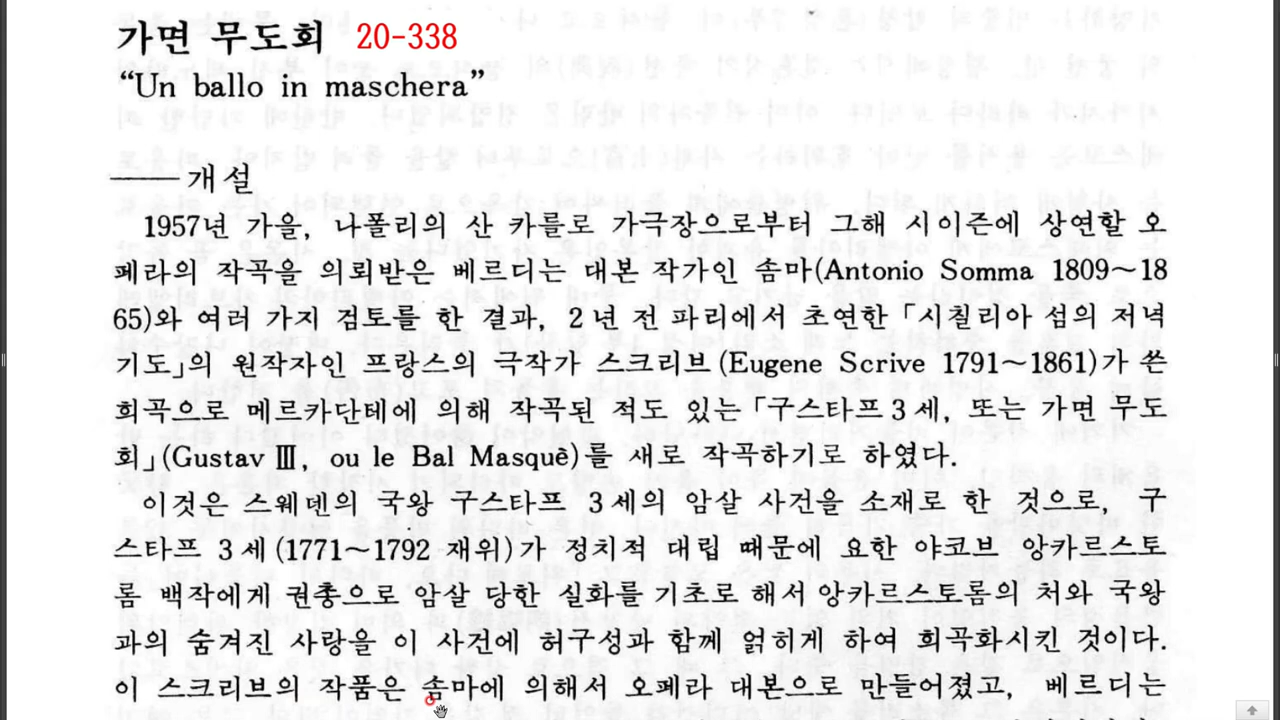 가면 무도회 20-338
“Un ballo in maschera”
개설
1957년 가을, 나폴리의 산 카를로 가극장으로부터 그해 시이즌에 상연할 오
페라의 작곡을 의뢰받은 베르디는 대본 작가인 솜마(Antonio Somma 1809～18
65)와 여러 가지 검토를 한 결과, 2년 전 파리에서 초연한 「시칠리아 섬의 저녁
기도」의 원작자인 프랑스의 극작가 스크리브(Eugene Scrive 1791～1861)가 쓴
희곡으로 메르카단테에 의해 작곡된 적도 있는 「구스타프 3세, 또는 가면 무도
회」(Gustav Ⅲ, ou le Bal Masquè)를 새로 작곡하기로 하였다.
이것은 스웨덴의 국왕 구스타프 3세의 암살 사건을 소재로 한 것으로, 구
스타프 3세(1771～1792 재위)가 정치적 대립 때문에 요한 야코브 앙카르스토
롬 백작에게 권총으로 암살 당한 실화를 기초로 해서 앙카르스토롬의 처와 국왕
과의 숨겨진 사랑을 이 사건에 허구성과 함께 얽히게 하여 희곡화시킨 것이다.
이 스크리브의 작품은 솜마에 의해서 오페라 대본으로 만들어졌고, 베르디는